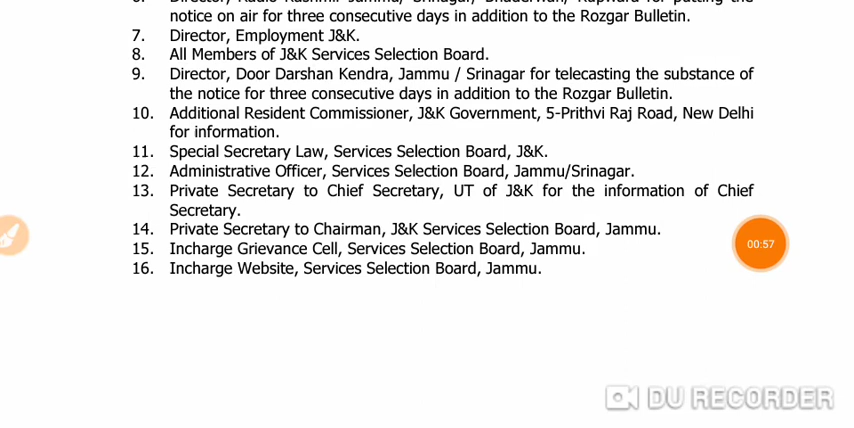 notice on air for three consecutive days in addition to the Rozgar Bulletin.
7. Director, Employment J&K.
8. All Members of J&K Services Selection Board.
9. Director, Door Darshan Kendra, Jammu / Srinagar for telecasting the substance of
the notice for three consecutive days in addition to the Rozgar Bulletin.
10. Additional Resident Commissioner, J&K Government, 5-Prithvi Raj Road, New Delhi
for information.
11. Special Secretary Law, Services Selection Board, J&K.
12. Administrative Officer, Services Selection Board, Jammu/Srinagar.
13. Private Secretary to Chief Secretary, UT of J&K for the information of Chief
Secretary.
14. Private Secretary to Chairman, J&K Services Selection Board, Jammu.
00:57
15. Incharge Grievance Cell, Services Selection Board, Jammu.
16. Incharge Website, Services Selection Board, Jammu.
DU RECORDER